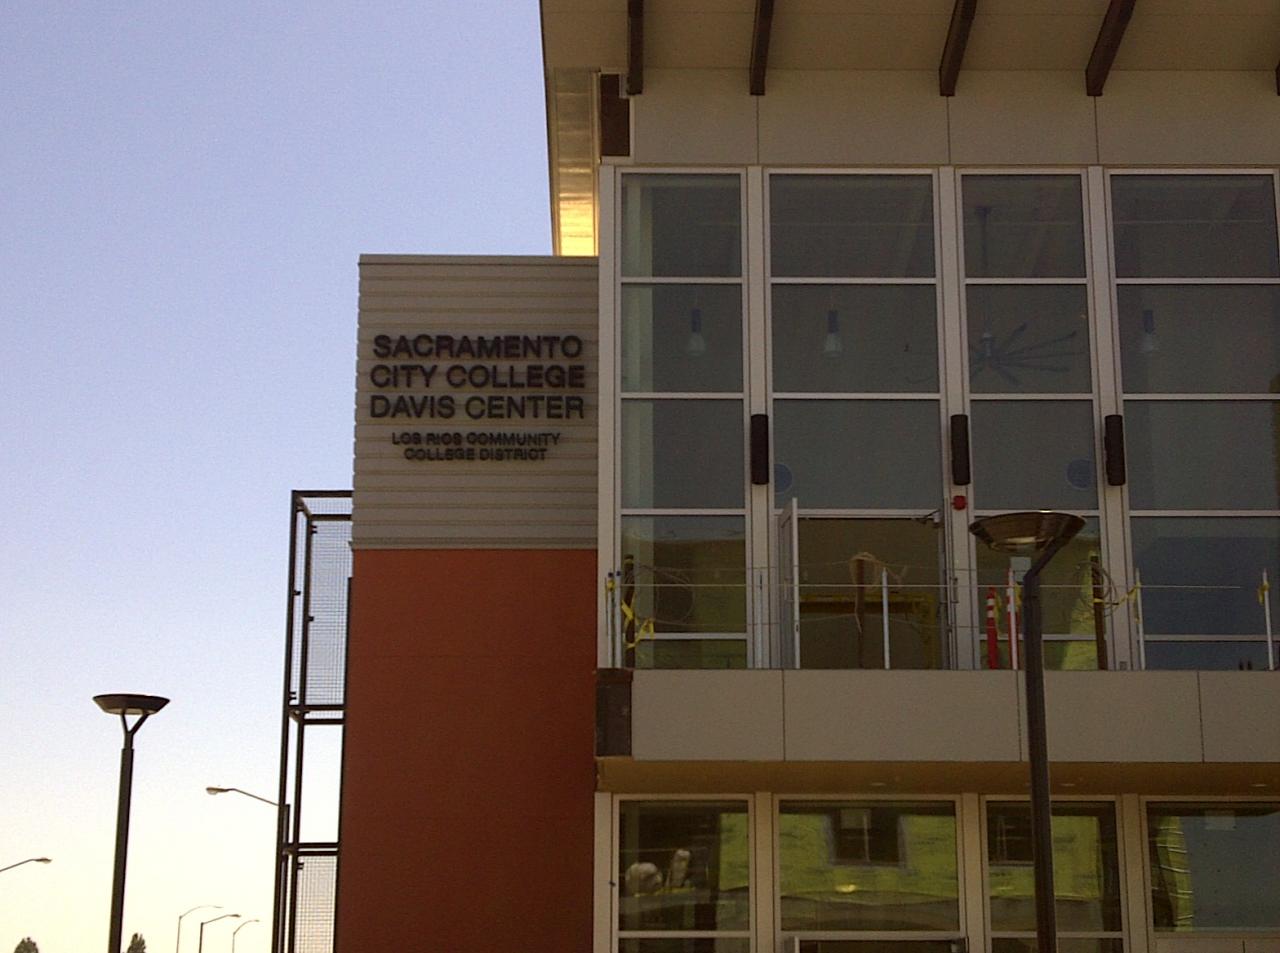 SACRAMENTO
CITY COLLEGE
DAVIS CENTER
LOS RIOS COMMUNITY
COLLEGE DISTRICT